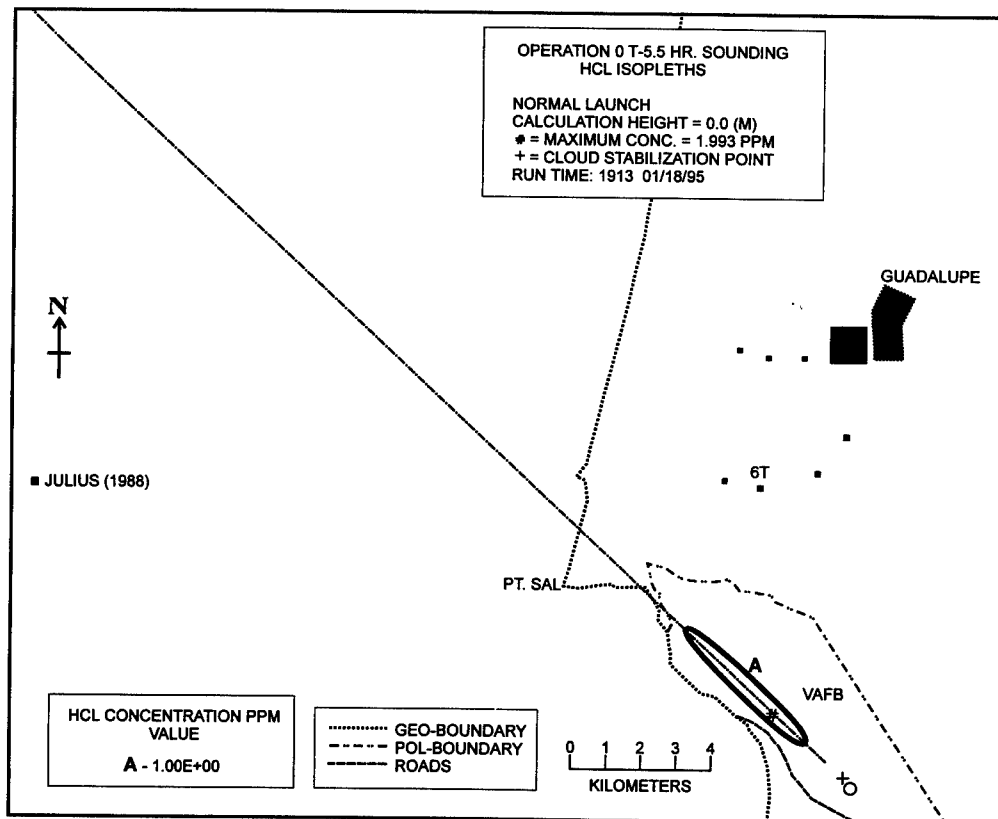 OPERATION 0 T-5.5 HR. SOUNDING
HCL ISOPLETHS
NORMAL LAUNCH
CALCULATION HEIGHT = 0.0 (M)
* = MAXIMUM CONC. = 1.993 PPM
+ = CLOUD STABILIZATION POINT
RUN TIME: 1913 01/18/95
GUADALUPE
N
JULIUS (1988)
6T
PT. SAL
A
VAFB
HCL CONCENTRATION PPM
VALUE
A - 1.00E+00
GEO-BOUNDARY
POL-BOUNDARY
ROADS
0 1 2 3 4
KILOMETERS